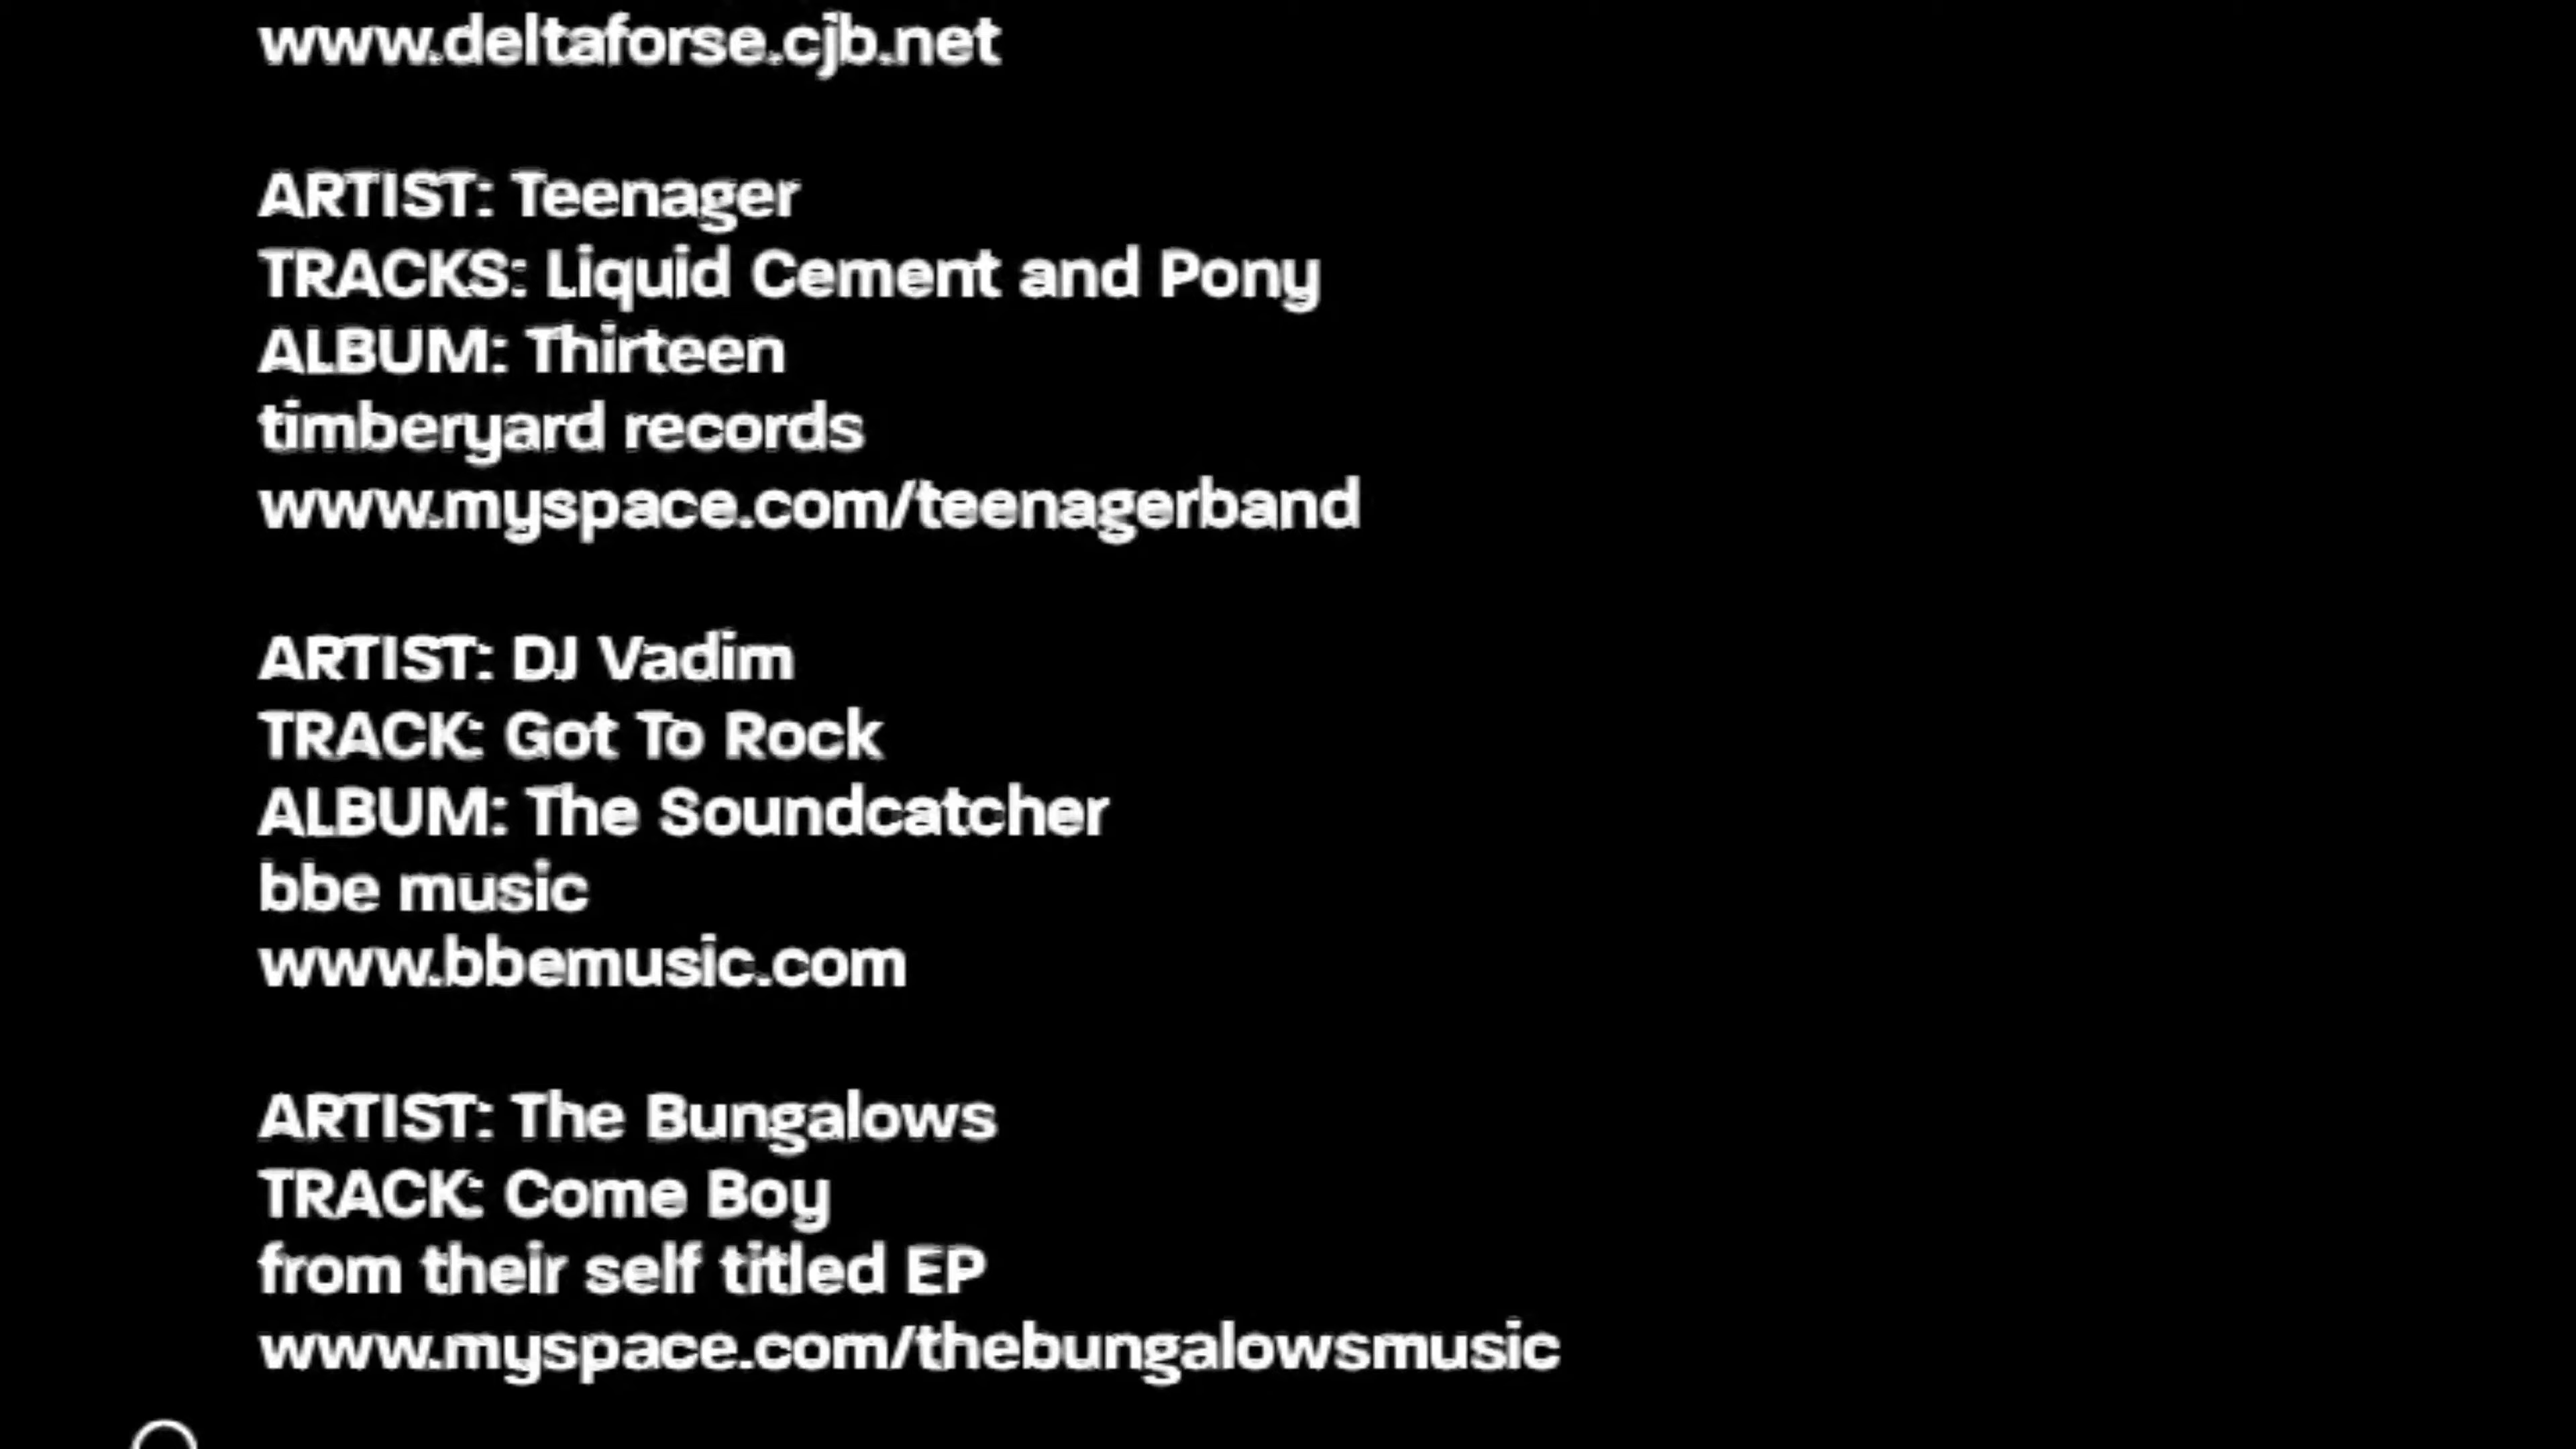 www.deltaforse.cjb.net
ARTIST: Teenager
TRACKS: Liquid Cement and Pony
ALBUM: Thirteen
timberyard records
www.myspace.com/teenagerband
ARTIST: DJ Vadim
TRACK: Got To Rock
ALBUM: The Soundcatcher
bbe music
www.bbemusic.com
ARTIST: The Bungalows
TRACK: Come Boy
from their self titled EP
www.myspace.com/thebungalowsmusic